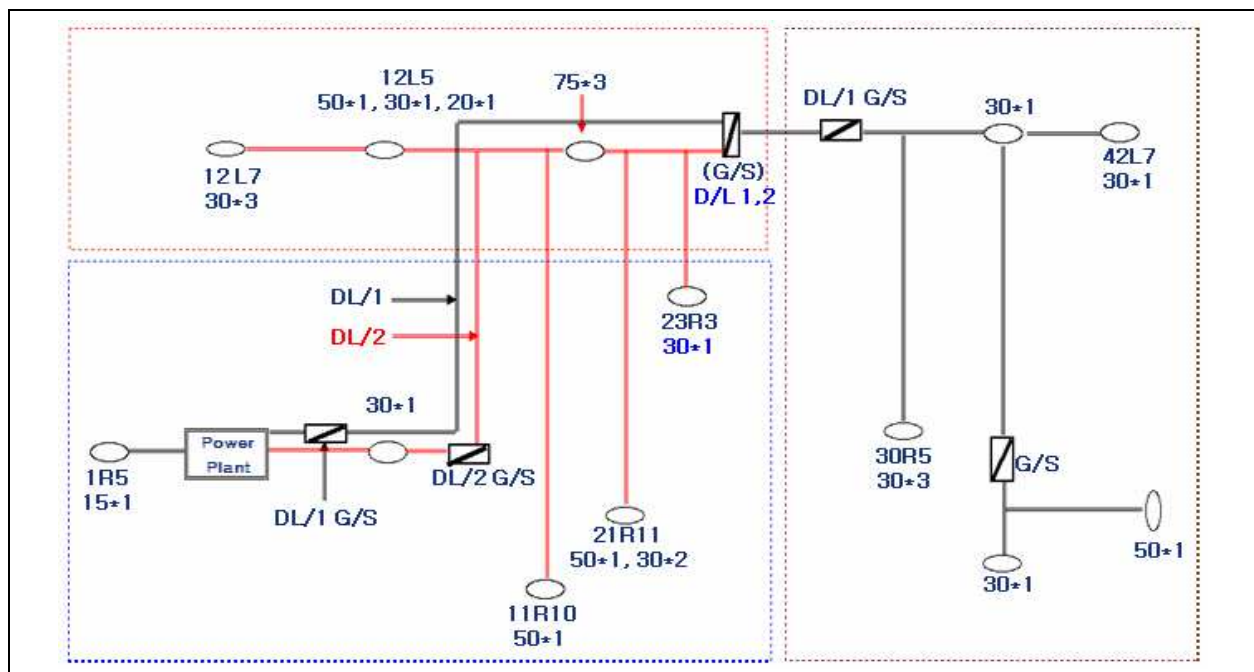 12L5
50*1, 30*1, 20*1
75*3
12L7
30*3
(G/S)
D/L 1,2
DL/1 G/S
30*1
42L7
30*1
DL/1
DL/2
23R3
30*1
30*1
Power
Plant
1R5
15*1
DL/1 G/S
DL/2 G/S
21R11
50*1, 30*2
11R10
50*1
30R5
30*3
G/S
50*1
30*1